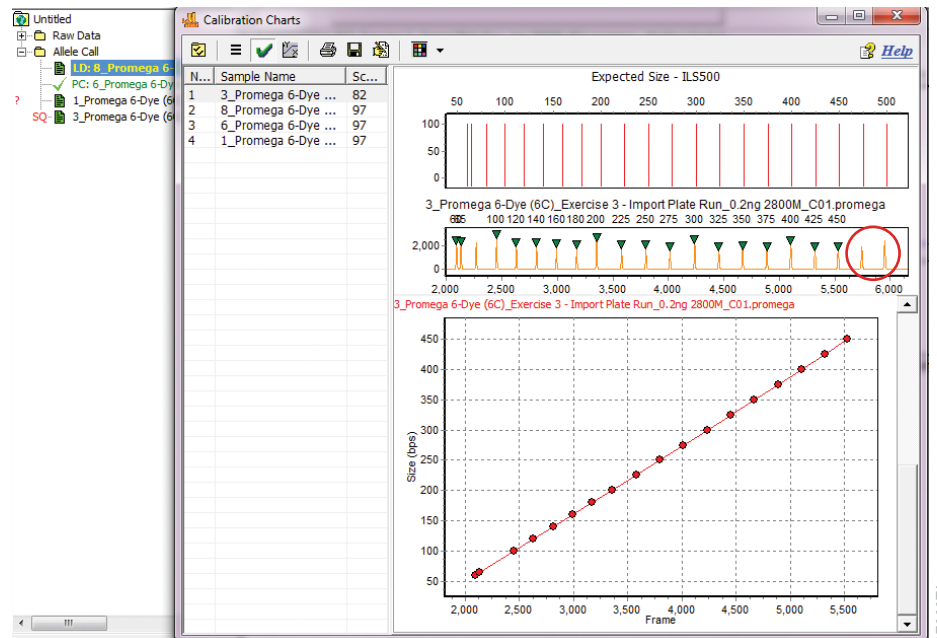 Untitled
Raw Data
Allele Call
LD: 8_Promega 6-
PC: 6_Promega 6-Dy
? 1_Promega 6-Dye (6
SQ- 3_Promega 6-Dye (6
Calibration Charts
Help
N... Sample Name Sc...
1 3_Promega 6-Dye ... 82
2 8_Promega 6-Dye ... 97
3 6_Promega 6-Dye ... 97
4 1_Promega 6-Dye ... 97
Expected Size - ILS500
50 100 150 200 250 300 350 400 450 500
100
50
0
3_Promega 6-Dye (6C)_Exercise 3 - Import Plate Run_0.2ng 2800M_C01.promega
100 120 140 160 180 200 225 250 275 300 325 350 375 400 425 450
2,000
0
2,000 2,500 3,000 3,500 4,000 4,500 5,000 5,500 6,000
3_Promega 6-Dye (6C)_Exercise 3 - Import Plate Run_0.2ng 2800M_C01.promega
450
400
350
300
250
200
150
100
50
Size (bps)
2,000 2,500 3,000 3,500 4,000 4,500 5,000 5,500
Frame